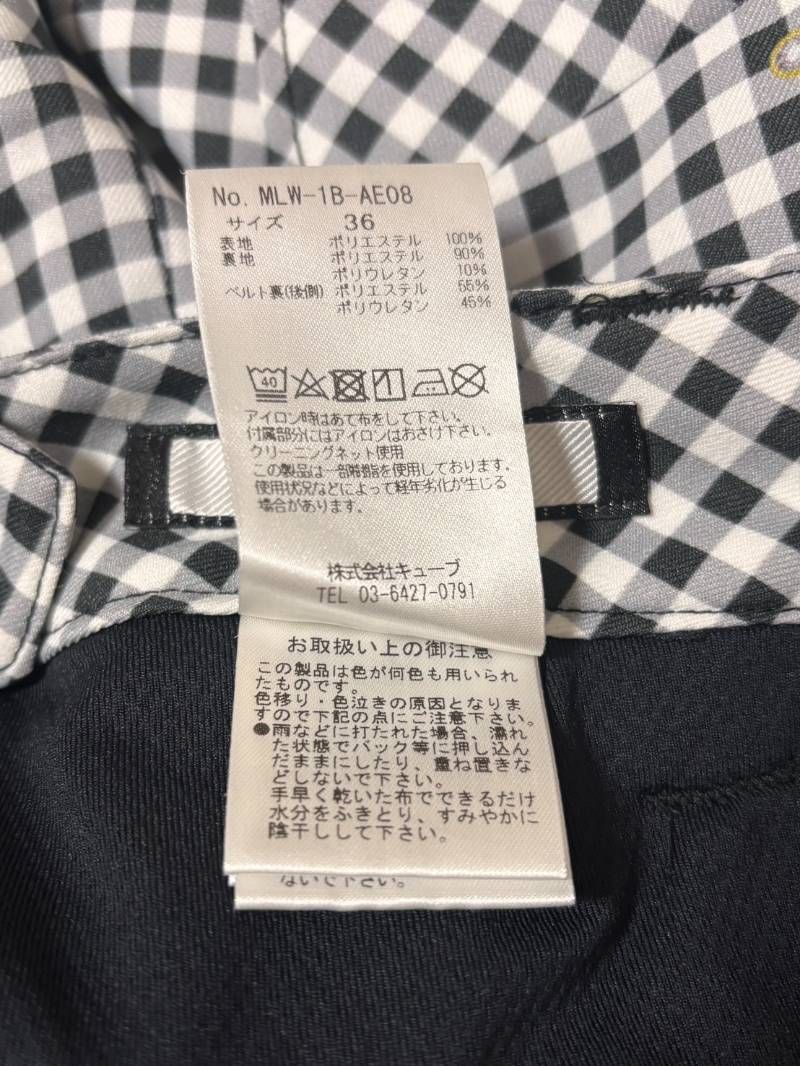 No. MLW-1B-AE08
サイズ 36
表地 ポリエステル 100%
裏地 ポリエステル 90%
ポリウレタン 10%
ベルト裏(後側) ポリエステル 55%
ポリウレタン 45%
40
アイロン時はあて布をして下さい。
付属部分にはアイロンはおさけ下さい。
クリーニングネット使用
この製品は一部樹脂を使用しております。
使用状況などによって経年劣化が生じる
場合があります。
株式会社キューブ
TEL 03-6427-0791
お取扱い上の御注意
この製品は色が何色も用いられ
たものです。
色移り・色泣きの原因となりま
すので下記の点にご注意下さい。
●雨などに打たれた場合、濡れ
た状態でバック等に押し込ん
だままにしたり、重ね置きな
どしないで下さい。
手早く乾いた布でできるだけ
水分をふきとり、すみやかに
陰干しして下さい。
ないで下さい。